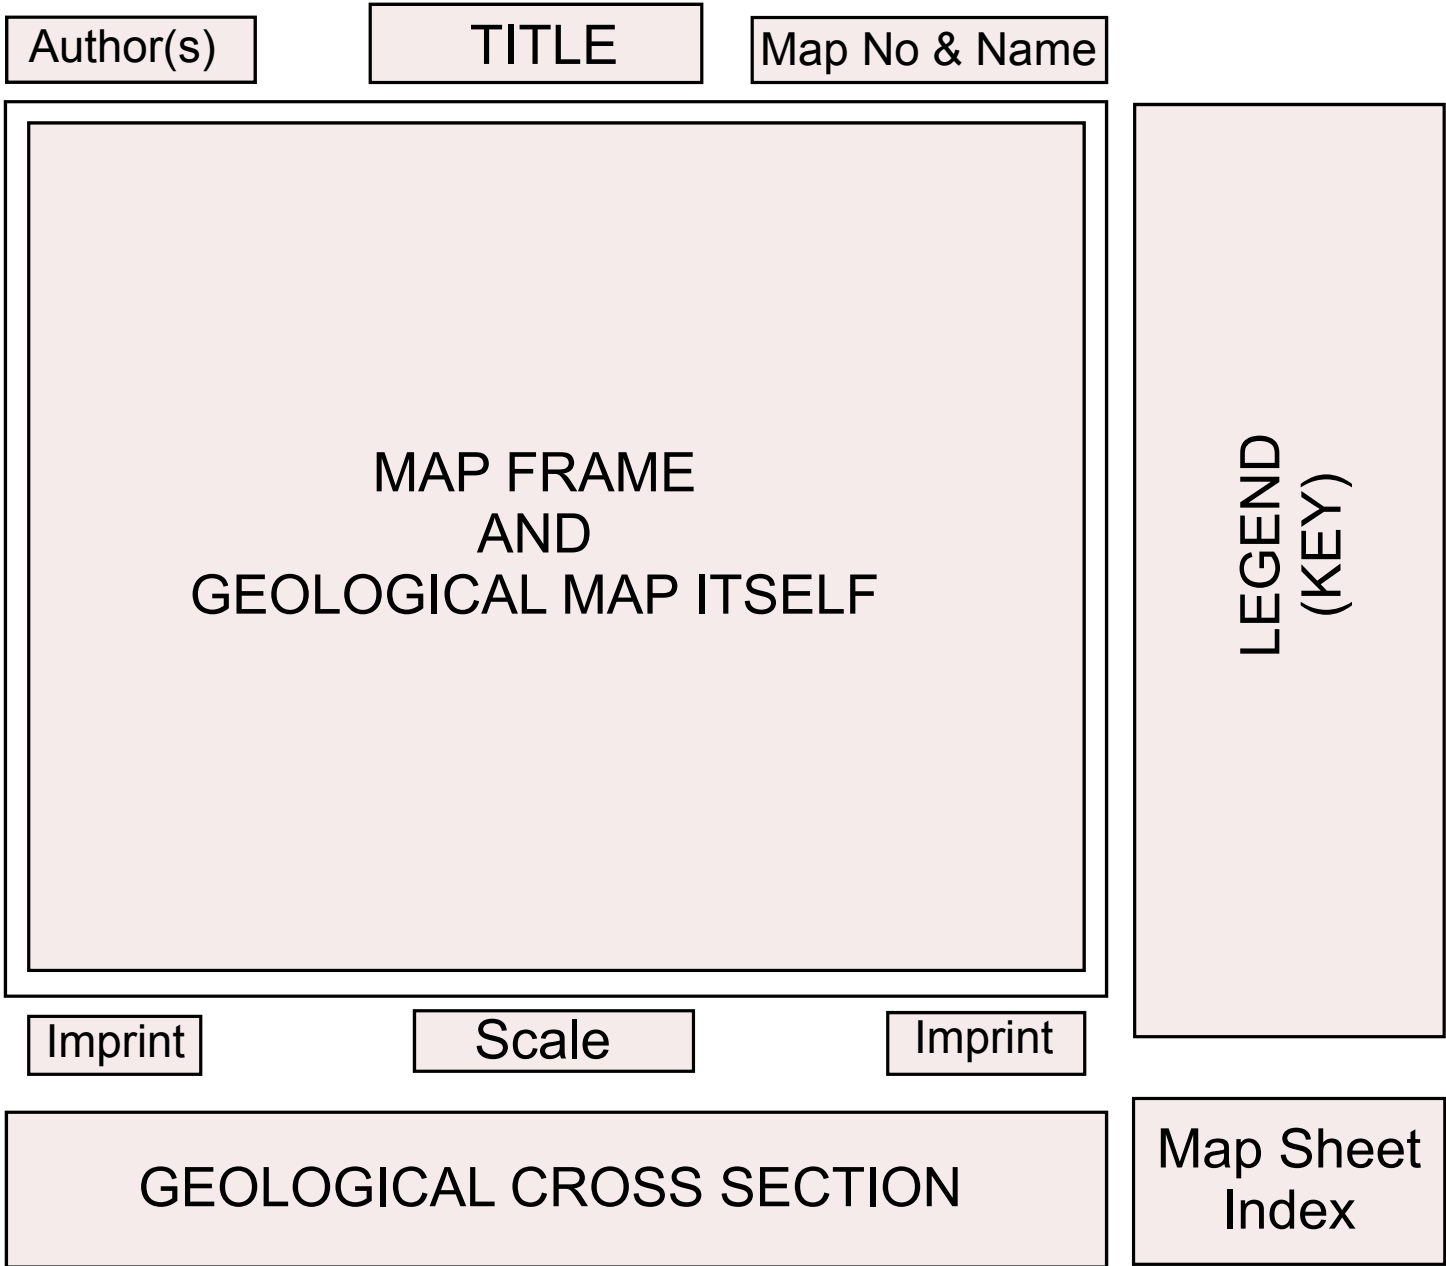 Author(s)
TITLE
Map No & Name
MAP FRAME
AND
GEOLOGICAL MAP ITSELF
LEGEND
(KEY)
Imprint
Scale
Imprint
GEOLOGICAL CROSS SECTION
Map Sheet
Index